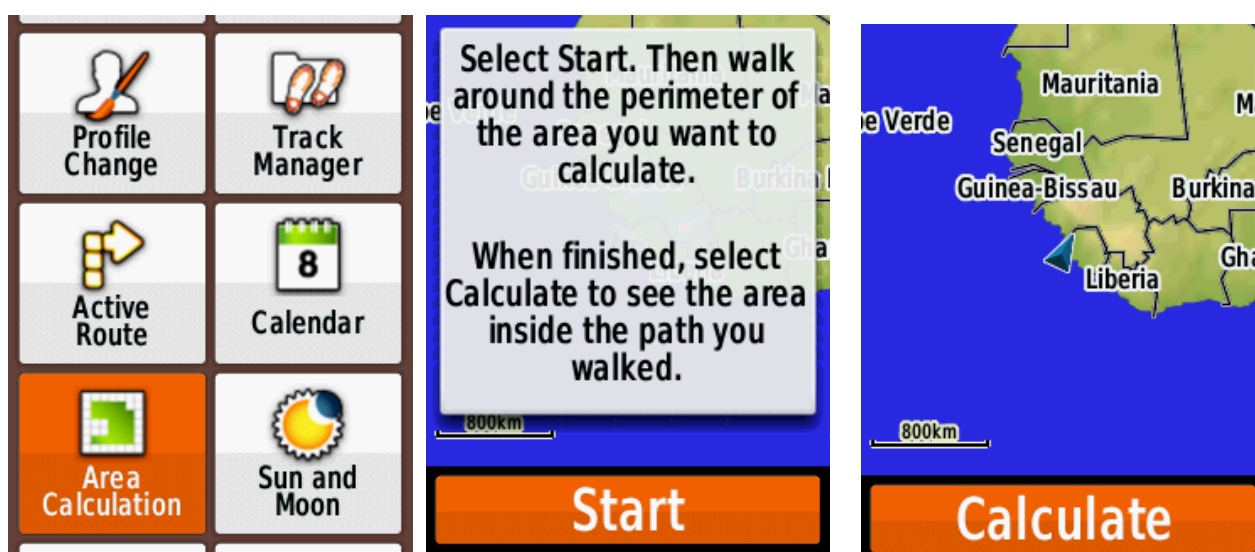 Profile
Change
Track
Manager
Active
Route
8
Calendar
Area
Calculation
Sun and
Moon
Select Start. Then walk
around the perimeter of
the area you want to
calculate.
When finished, select
Calculate to see the area
inside the path you
walked.
800km
Start
Mauritania
M
e Verde
Senegal
Guinea-Bissau
Burkina
Gha
Liberia
800km
Calculate